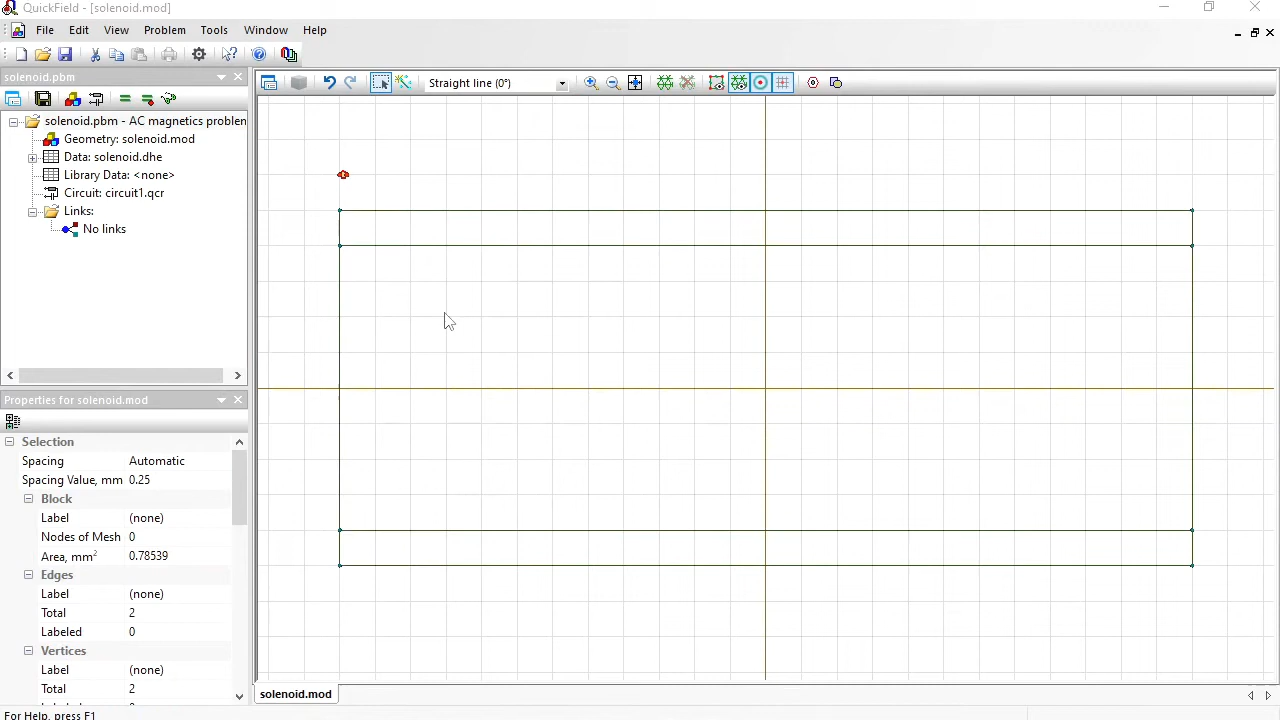 QuickField - [solenoid.mod]
File Edit View Problem Tools Window Help
solenoid.pbm
Straight line (0°)
solenoid.pbm - AC magnetics problem
Geometry: solenoid.mod
Data: solenoid.dhe
Library Data: <none>
Circuit: circuit1.qcr
Links:
No links
Properties for solenoid.mod
Selection
Spacing Automatic
Spacing Value, mm 0.25
Block
Label (none)
Nodes of Mesh 0
Area, mm² 0.78539
Edges
Label (none)
Total 2
Labeled 0
Vertices
Label (none)
Total 2
solenoid.mod
For Help, press F1